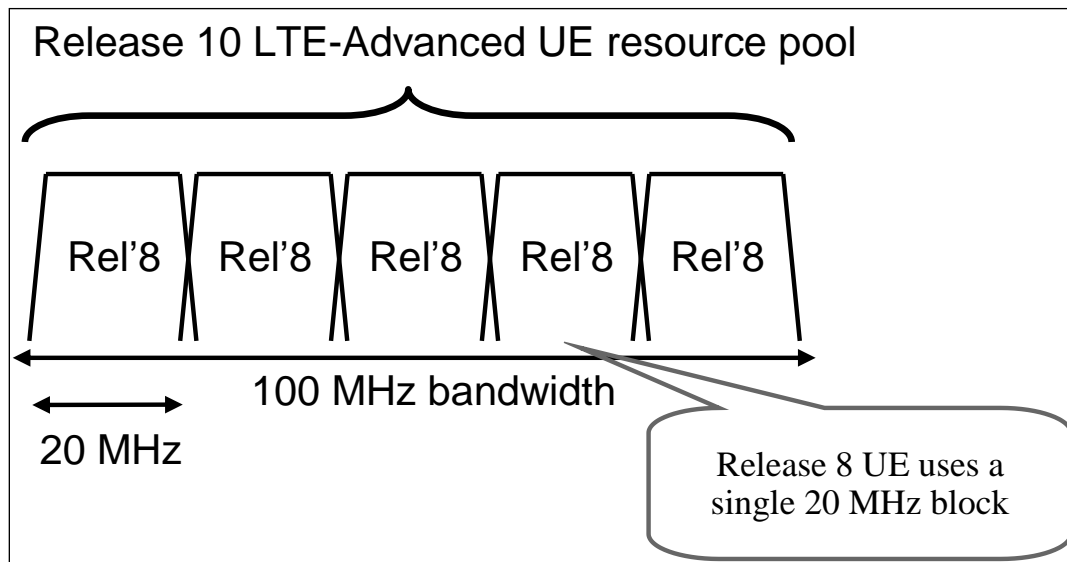 Release 10 LTE-Advanced UE resource pool
Rel’8 Rel’8 Rel’8 Rel’8 Rel’8
100 MHz bandwidth
20 MHz
Release 8 UE uses a
single 20 MHz block